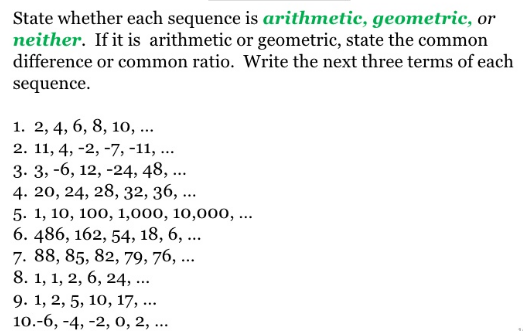 State whether each sequence is arithmetic, geometric, or
neither. If it is arithmetic or geometric, state the common
difference or common ratio. Write the next three terms of each
sequence.
1. 2, 4, 6, 8, 10, ...
2. 11, 4, -2, -7, -11, ...
3. 3, -6, 12, -24, 48, ...
4. 20, 24, 28, 32, 36, ...
5. 1, 10, 100, 1,000, 10,000, ...
6. 486, 162, 54, 18, 6, ...
7. 88, 85, 82, 79, 76, ...
8. 1, 1, 2, 6, 24, ...
9. 1, 2, 5, 10, 17, ...
10.-6, -4, -2, 0, 2, ...